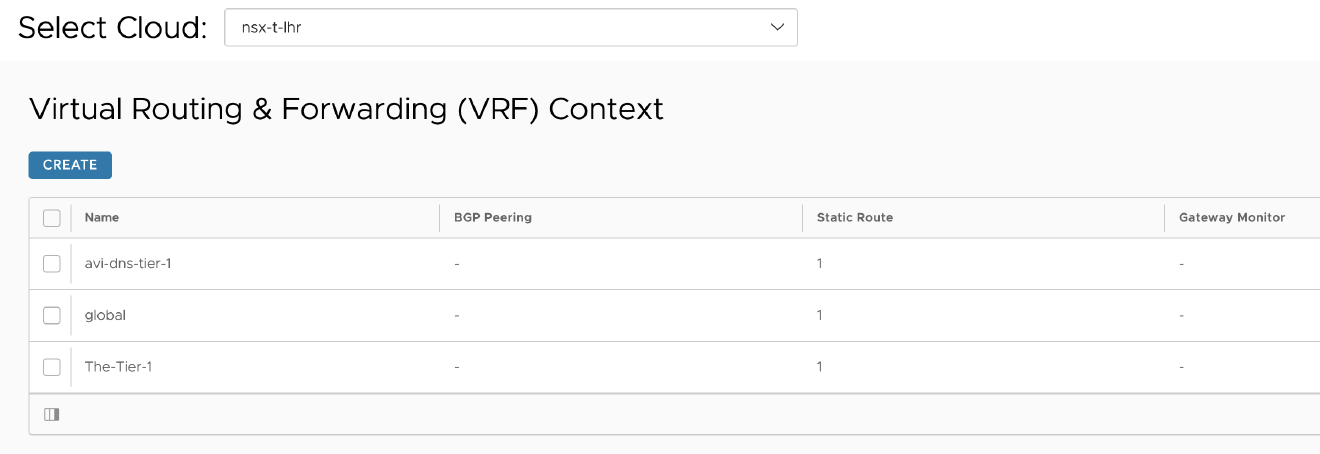 Select Cloud: nsx-t-lhr
Virtual Routing & Forwarding (VRF) Context
CREATE
Name BGP Peering Static Route Gateway Monitor
avi-dns-tier-1 - 1 -
global - 1 -
The-Tier-1 - 1 -